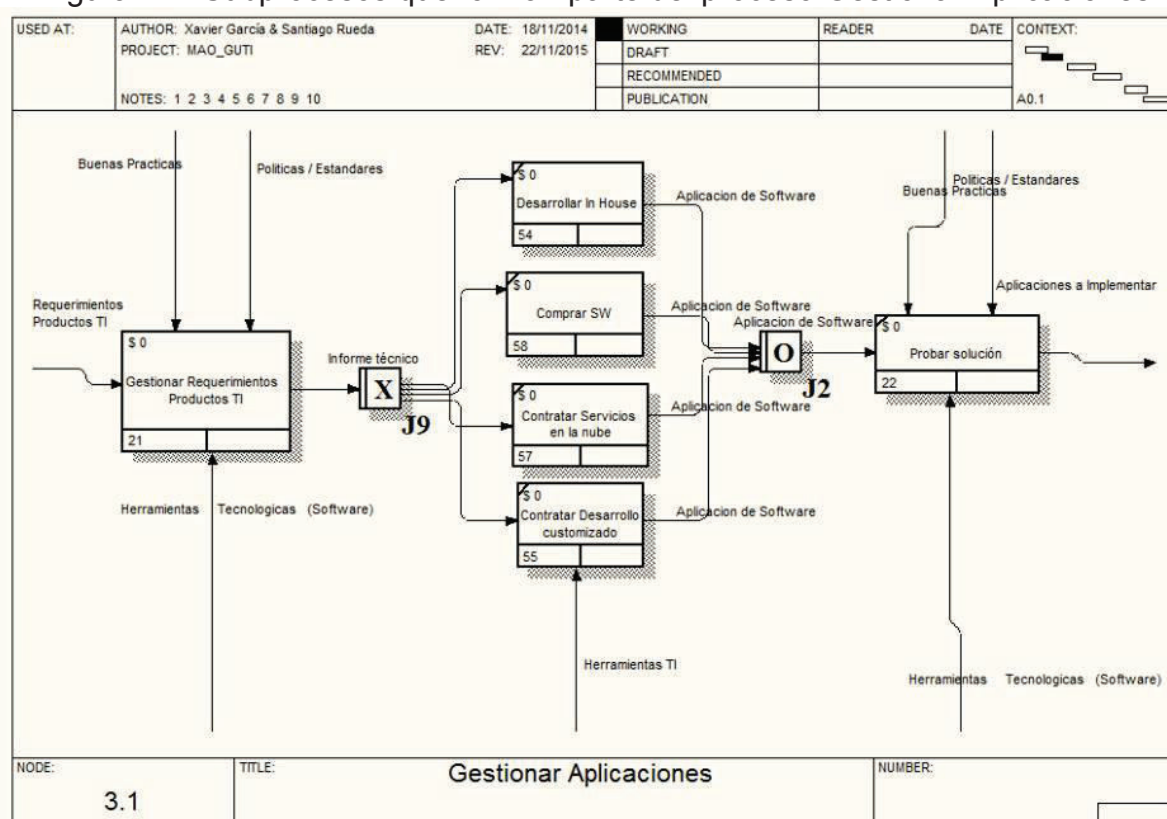 USED AT:
AUTHOR: Xavier García & Santiago Rueda
DATE: 18/11/2014
PROJECT: MAO_GUTI
REV: 22/11/2015
NOTES: 1 2 3 4 5 6 7 8 9 10
WORKING
DRAFT
RECOMMENDED
PUBLICATION
READER
DATE
CONTEXT:
A0.1
Buenas Practicas
Politicas / Estandares
Requerimientos
Productos TI
$ 0
Gestionar Requerimientos
Productos TI
21
Herramientas Tecnologicas (Software)
Informe técnico
X
J9
$ 0
Desarrollar In House
54
Aplicacion de Software
$ 0
Comprar SW
58
Aplicacion de Software
$ 0
Contratar Servicios
en la nube
57
Aplicacion de Software
$ 0
Contratar Desarrollo
customizado
55
Aplicacion de Software
Herramientas TI
Aplicacion de Software
O
J2
Politicas / Estandares
Buenas Practicas
Aplicaciones a Implementar
$ 0
Probar solución
22
Herramientas Tecnologicas (Software)
NODE:
3.1
TITLE:
Gestionar Aplicaciones
NUMBER: